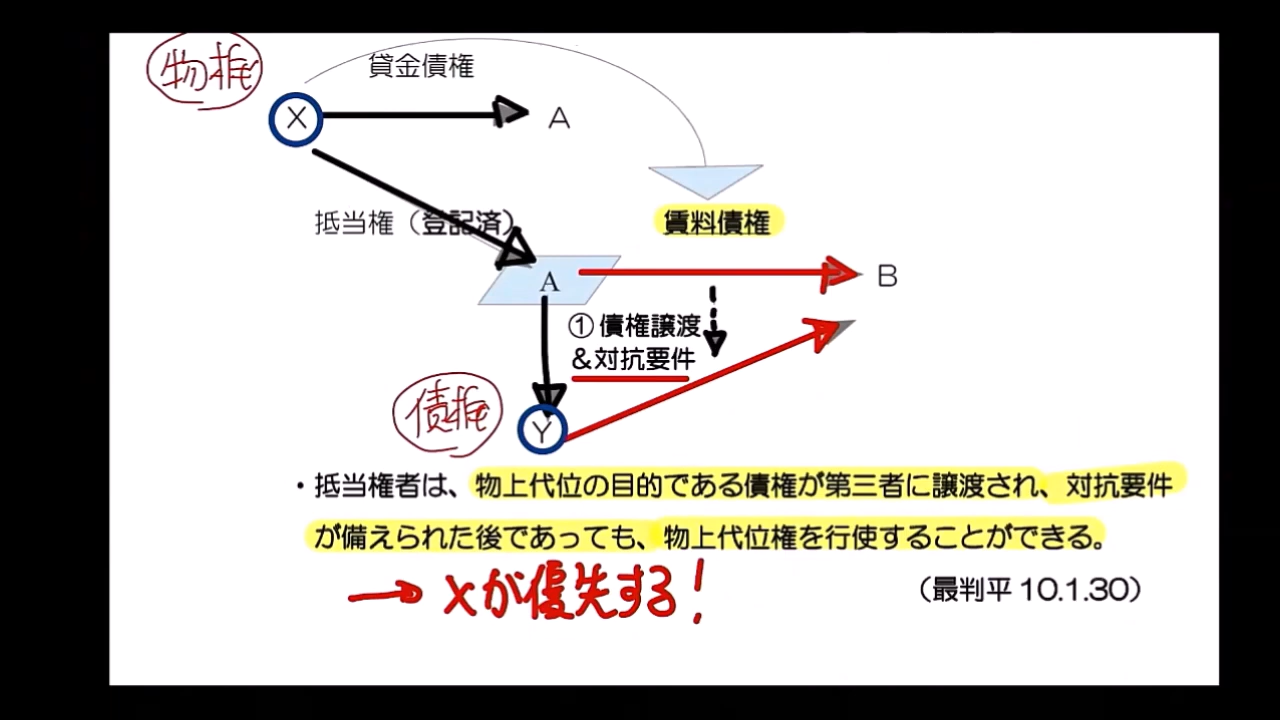 物権
貸金債権
X
A
抵当権（登記済）
賃料債権
A
B
①債権譲渡
＆対抗要件
債権
Y
・抵当権者は、物上代位の目的である債権が第三者に譲渡され、対抗要件
が備えられた後であっても、物上代位権を行使することができる。
→ Xが優先する！
（最判平 10.1.30）